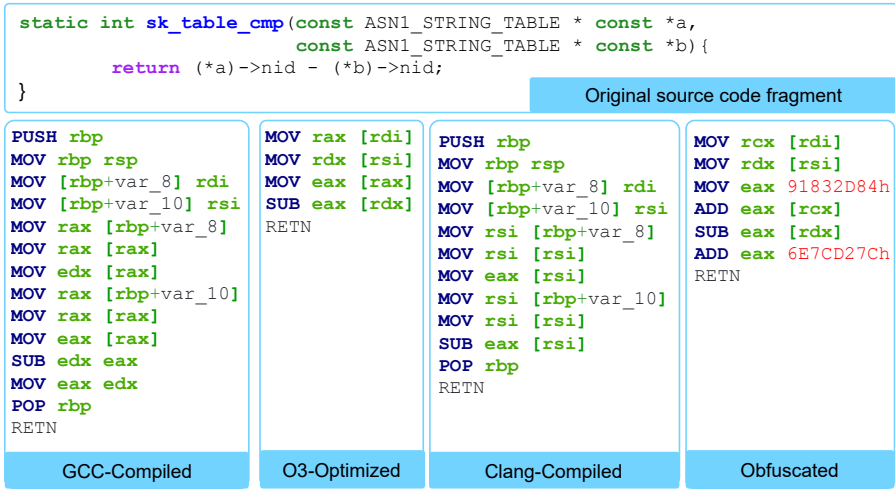 static int sk_table_cmp(const ASN1_STRING_TABLE * const *a,
const ASN1_STRING_TABLE * const *b){
return (*a)->nid - (*b)->nid;
}
Original source code fragment
PUSH rbp
MOV rbp rsp
MOV [rbp+var_8] rdi
MOV [rbp+var_10] rsi
MOV rax [rbp+var_8]
MOV rax [rax]
MOV edx [rax]
MOV rax [rbp+var_10]
MOV rax [rax]
MOV eax [rax]
SUB edx eax
MOV eax edx
POP rbp
RETN
GCC-Compiled
MOV rax [rdi]
MOV rdx [rsi]
MOV eax [rax]
SUB eax [rdx]
RETN
O3-Optimized
PUSH rbp
MOV rbp rsp
MOV [rbp+var_8] rdi
MOV [rbp+var_10] rsi
MOV rsi [rbp+var_8]
MOV rsi [rsi]
MOV eax [rsi]
MOV rsi [rbp+var_10]
MOV rsi [rsi]
SUB eax [rsi]
POP rbp
RETN
Clang-Compiled
MOV rcx [rdi]
MOV rdx [rsi]
MOV eax 91832D84h
ADD eax [rcx]
SUB eax [rdx]
ADD eax 6E7CD27Ch
RETN
Obfuscated